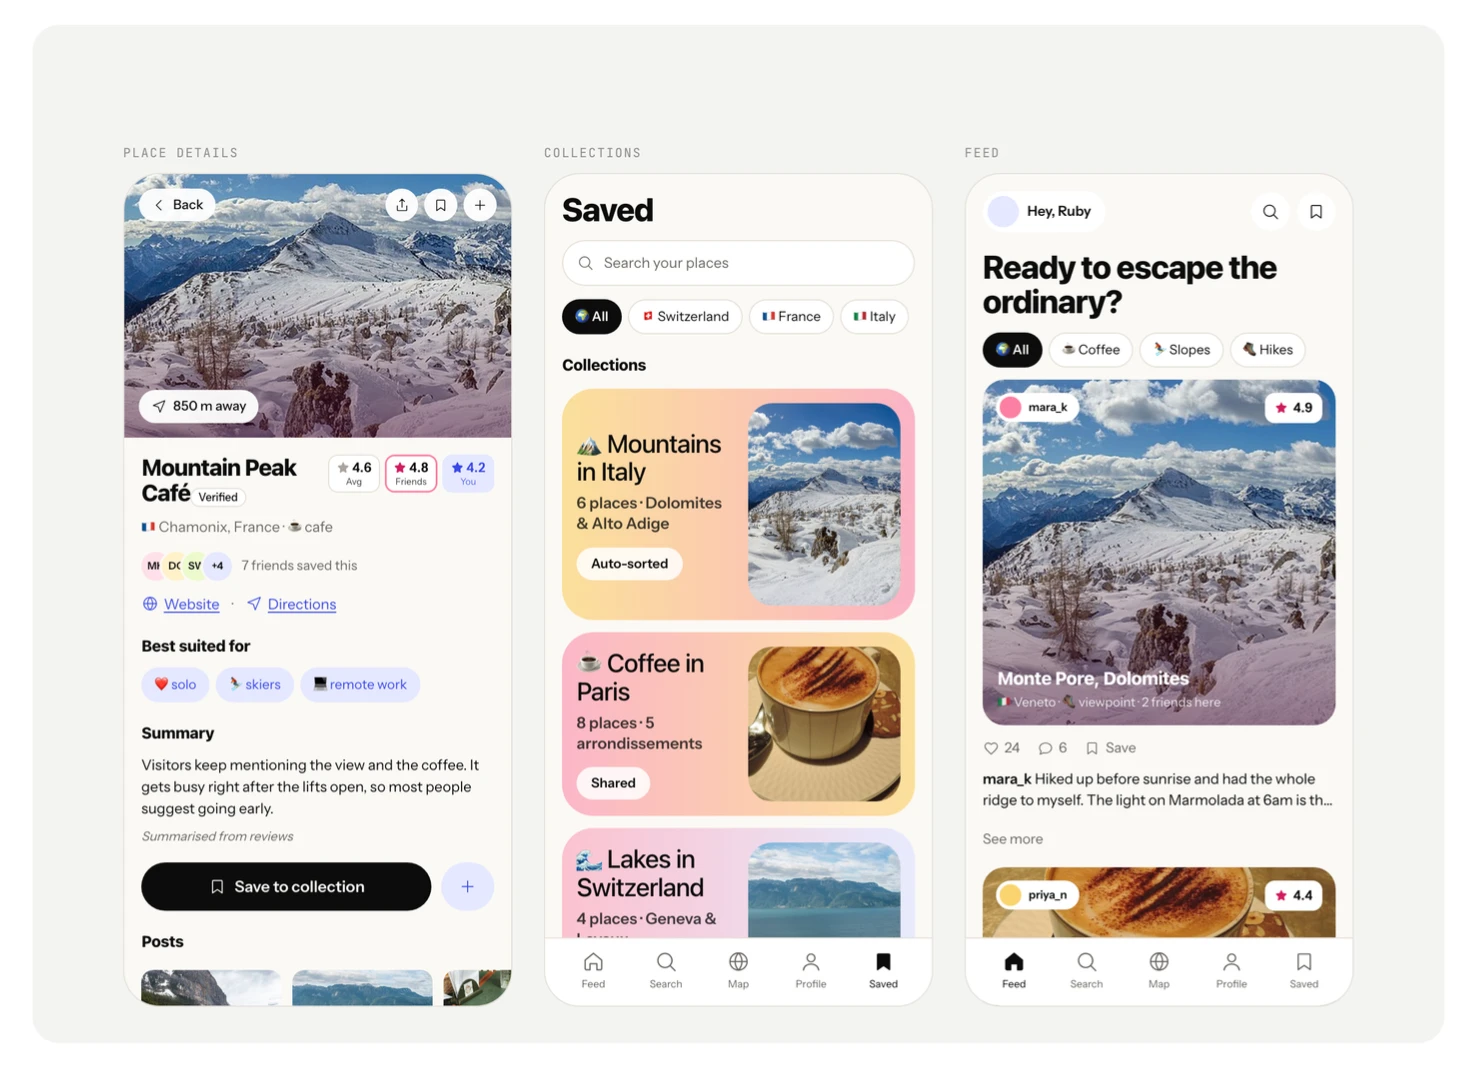 PLACE DETAILS
Back
850 m away
Mountain Peak
Café Verified
4.6
Avg
4.8
Friends
4.2
You
Chamonix, France · cafe
SV +4 7 friends saved this
Website · Directions
Best suited for
solo
skiers
remote work
Summary
Visitors keep mentioning the view and the coffee. It
gets busy right after the lifts open, so most people
suggest going early.
Summarised from reviews
Save to collection
Posts
COLLECTIONS
Saved
Search your places
All
Switzerland
France
Italy
Collections
Mountains
in Italy
6 places · Dolomites
& Alto Adige
Auto-sorted
Coffee in
Paris
8 places · 5
arrondissements
Shared
Lakes in
Switzerland
4 places · Geneva &
Feed
Search
Map
Profile
Saved
FEED
Hey, Ruby
Ready to escape the
ordinary?
All
Coffee
Slopes
Hikes
mara_k
4.9
Monte Pore, Dolomites
Veneto · viewpoint · 2 friends here
24
6
Save
mara_k Hiked up before sunrise and had the whole
ridge to myself. The light on Marmolada at 6am is th...
See more
priya_n
4.4
Feed
Search
Map
Profile
Saved